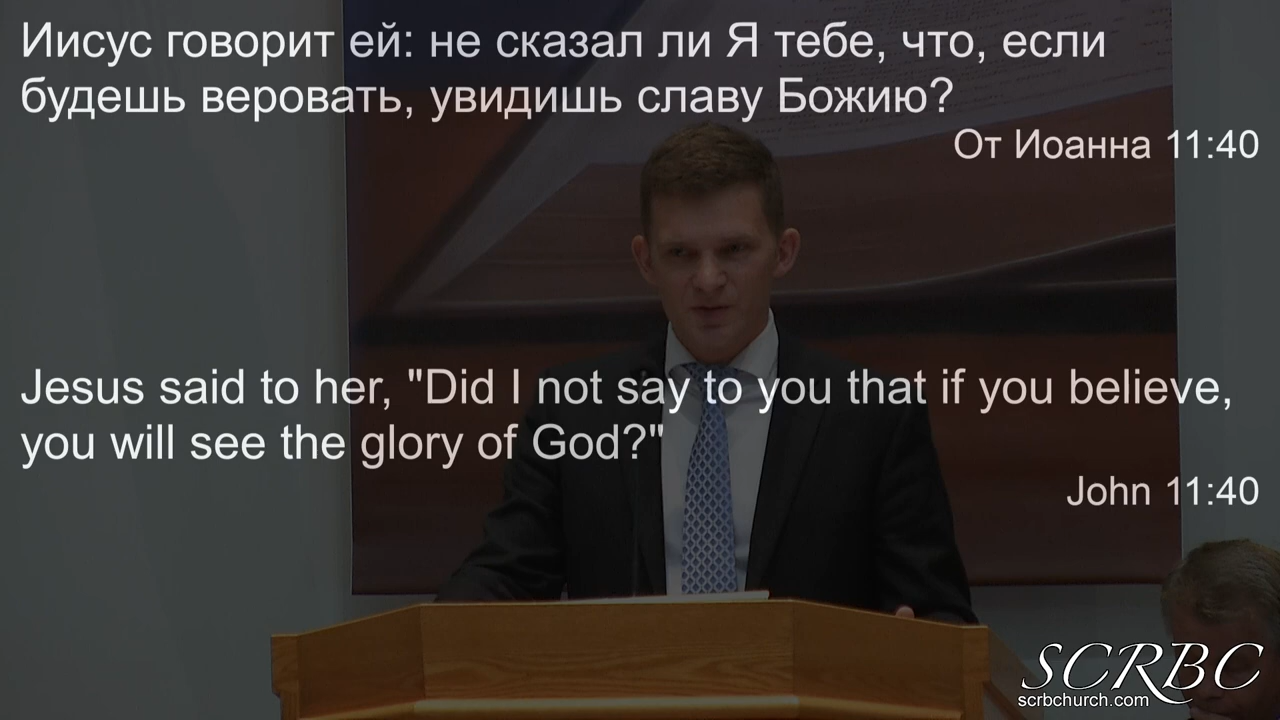 Иисус говорит ей: не сказал ли Я тебе, что, если
будешь веровать, увидишь славу Божию?
От Иоанна 11:40
Jesus said to her, "Did I not say to you that if you believe,
you will see the glory of God?"
John 11:40
SCRBC
scrbchurch.com